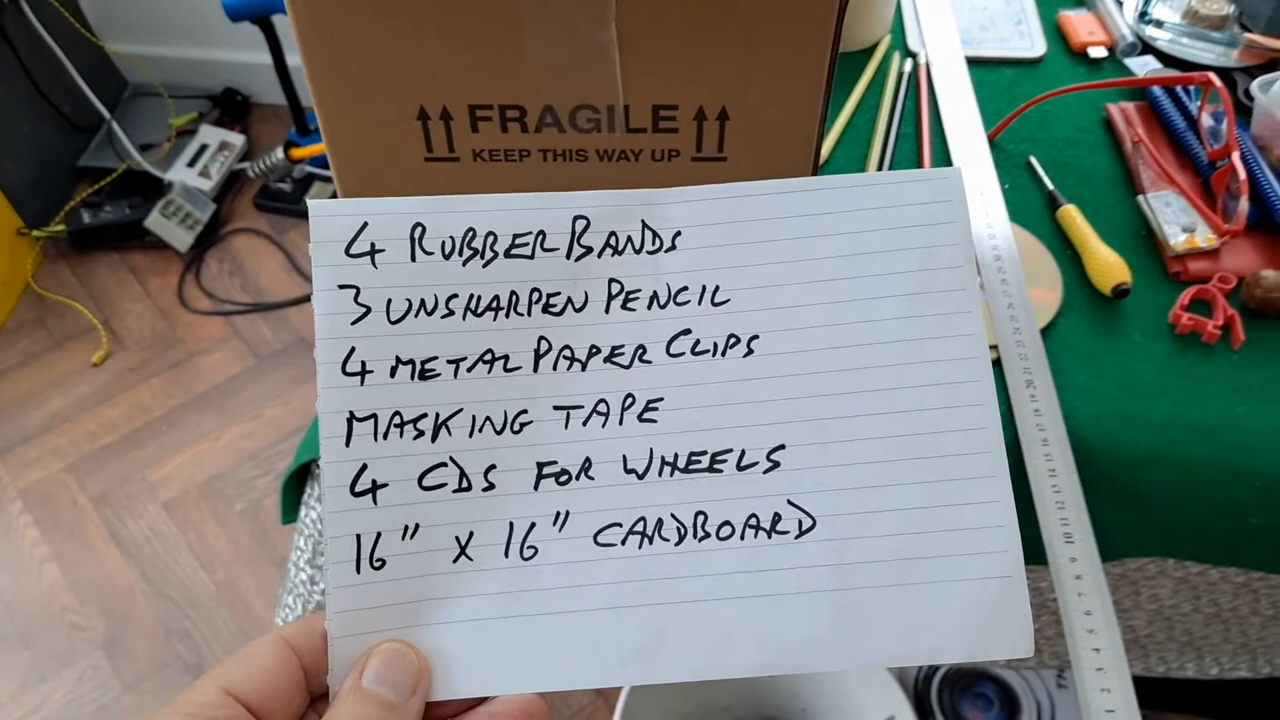 FRAGILE
KEEP THIS WAY UP
4 RUBBER BANDS
3 UNSHARPEN PENCIL
4 METAL PAPER CLIPS
MASKING TAPE
4 CDS FOR WHEELS
16" X 16" CARDBOARD